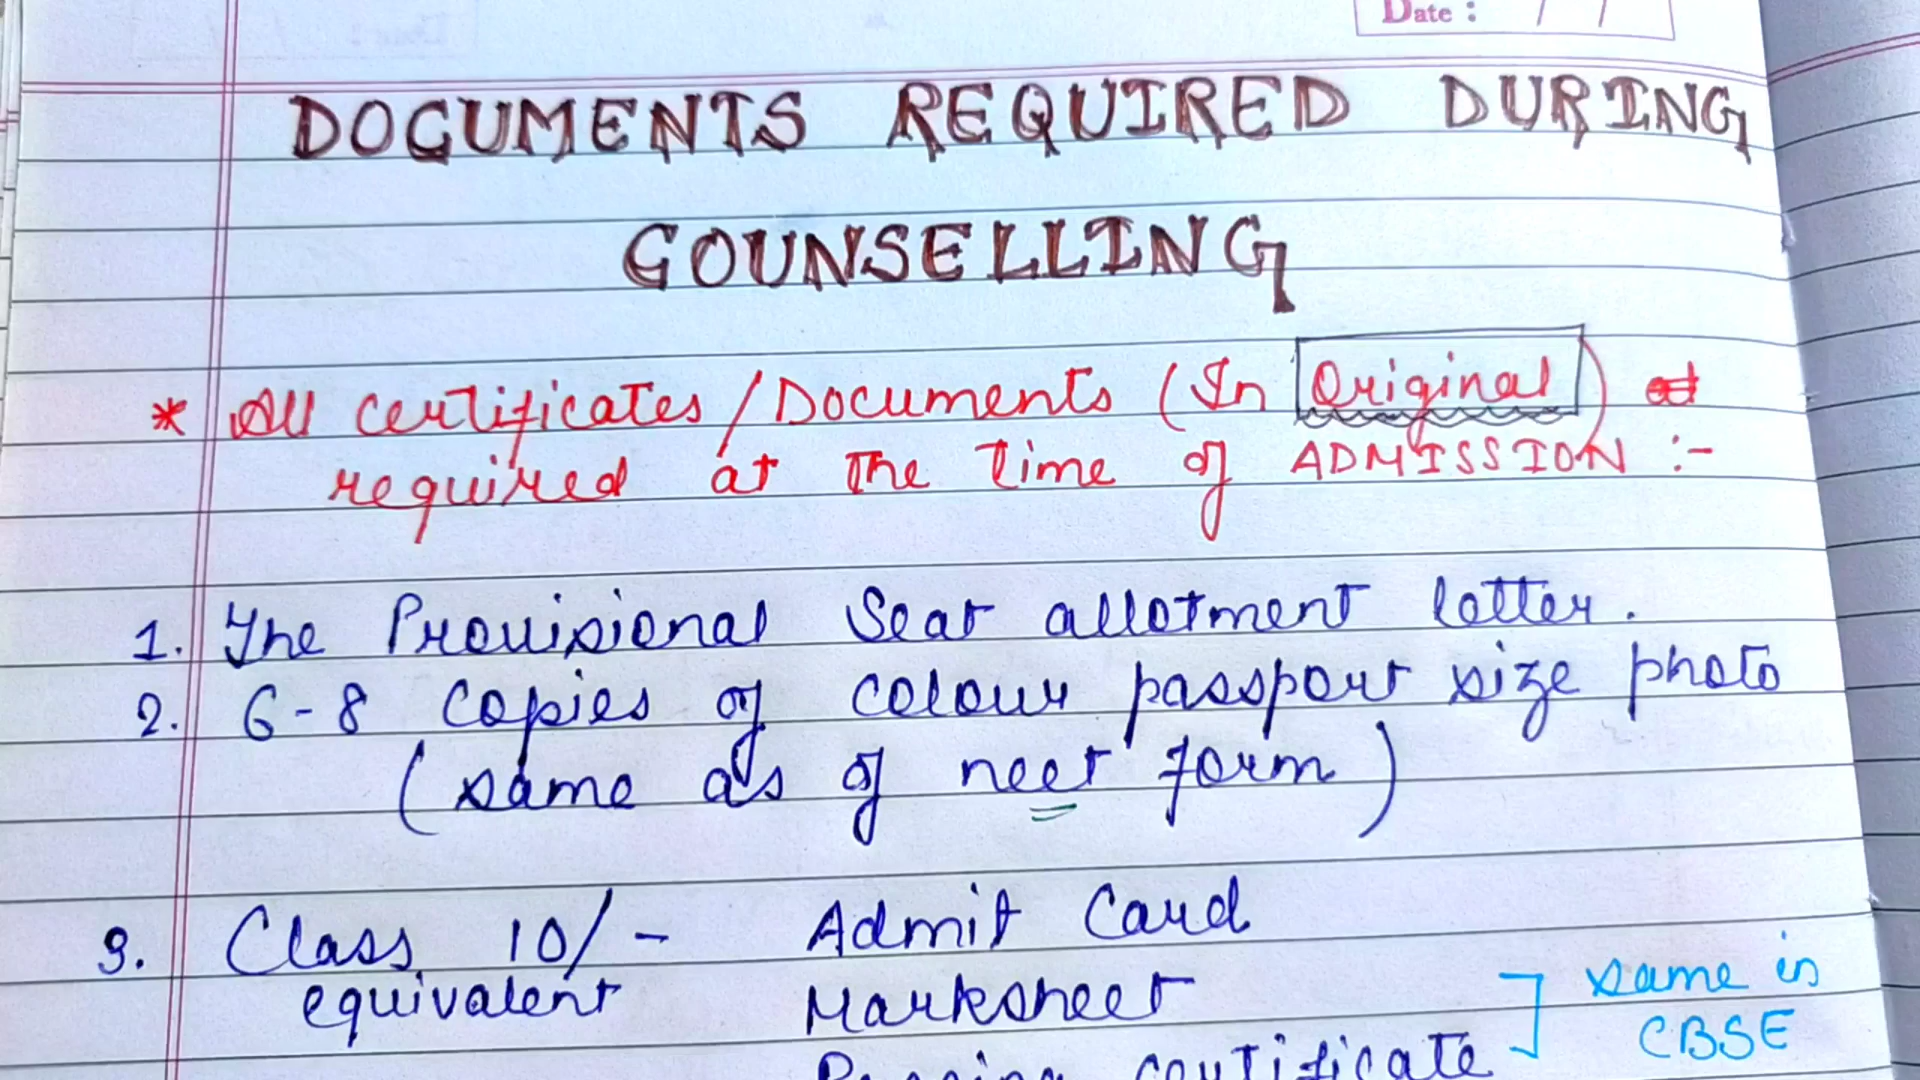 Date : / /
DOCUMENTS REQUIRED DURING
COUNSELLING
* All certificates/Documents (In Original)
required at the time of ADMISSION :-
1. The Provisional Seat allotment letter.
2. 6-8 copies of colour passport size photo
(same as of neet form)
3. Class 10/ - Admit Card
equivalent Marksheet
Passing certificate
] same in
CBSE